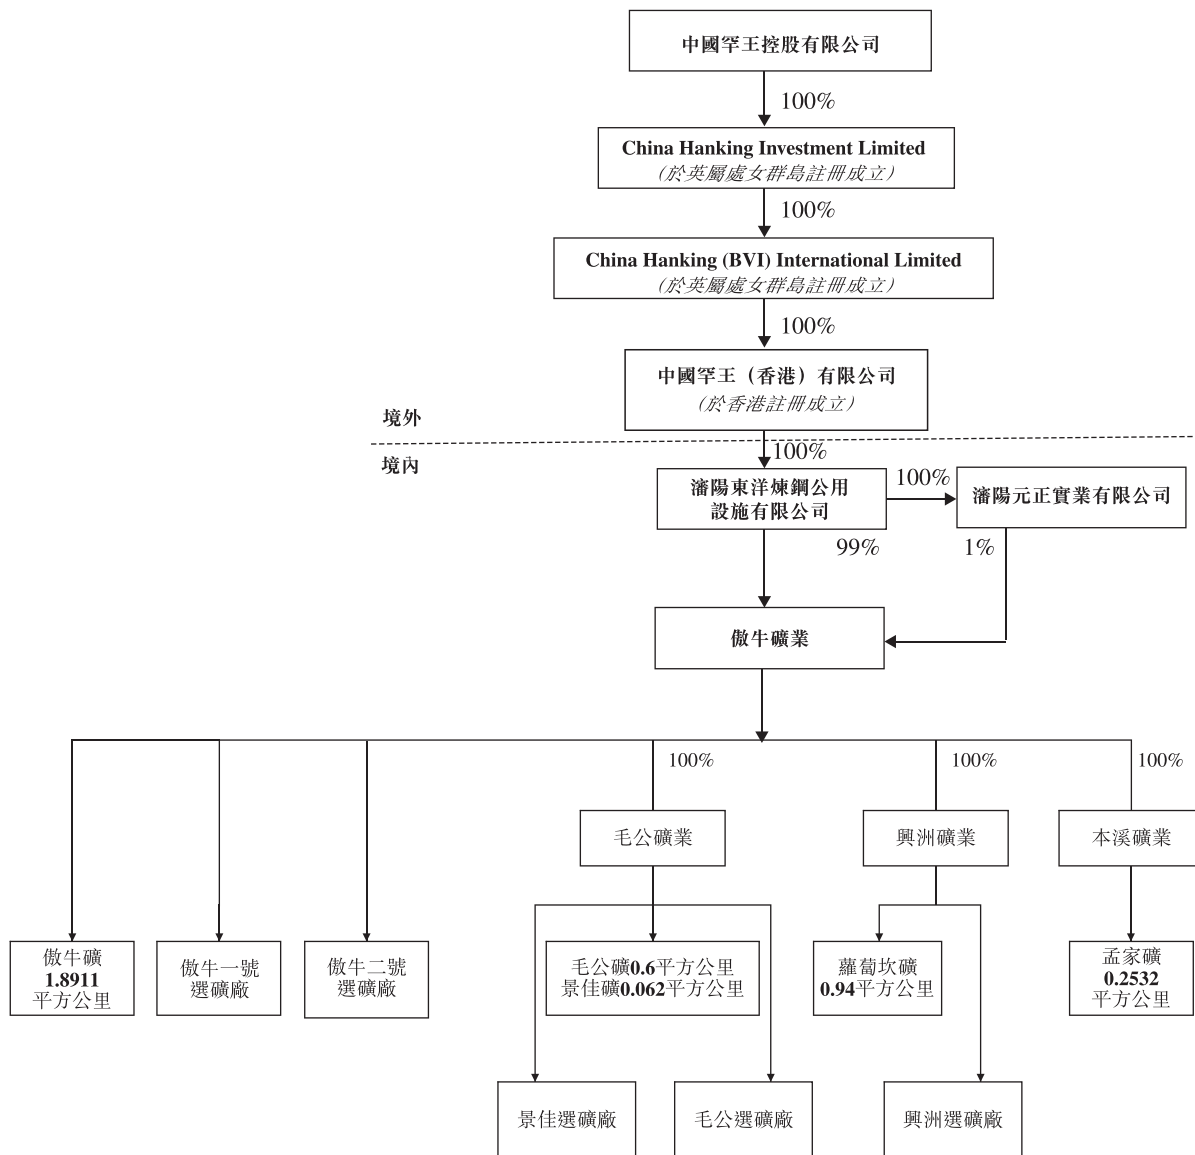 中國罕王控股有限公司
100%
China Hanking Investment Limited
（於英屬處女群島註冊成立）
100%
China Hanking (BVI) International Limited
（於英屬處女群島註冊成立）
100%
中國罕王（香港）有限公司
（於香港註冊成立）
境外
境內
100%
瀋陽東洋煉鋼公用
設施有限公司
100%
瀋陽元正實業有限公司
99%
1%
傲牛礦業
100%
100%
100%
毛公礦業
興洲礦業
本溪礦業
傲牛礦
1.8911
平方公里
傲牛一號
選礦廠
傲牛二號
選礦廠
毛公礦0.6平方公里
景佳礦0.062平方公里
蘿蔔坎礦
0.94平方公里
孟家礦
0.2532
平方公里
景佳選礦廠
毛公選礦廠
興洲選礦廠